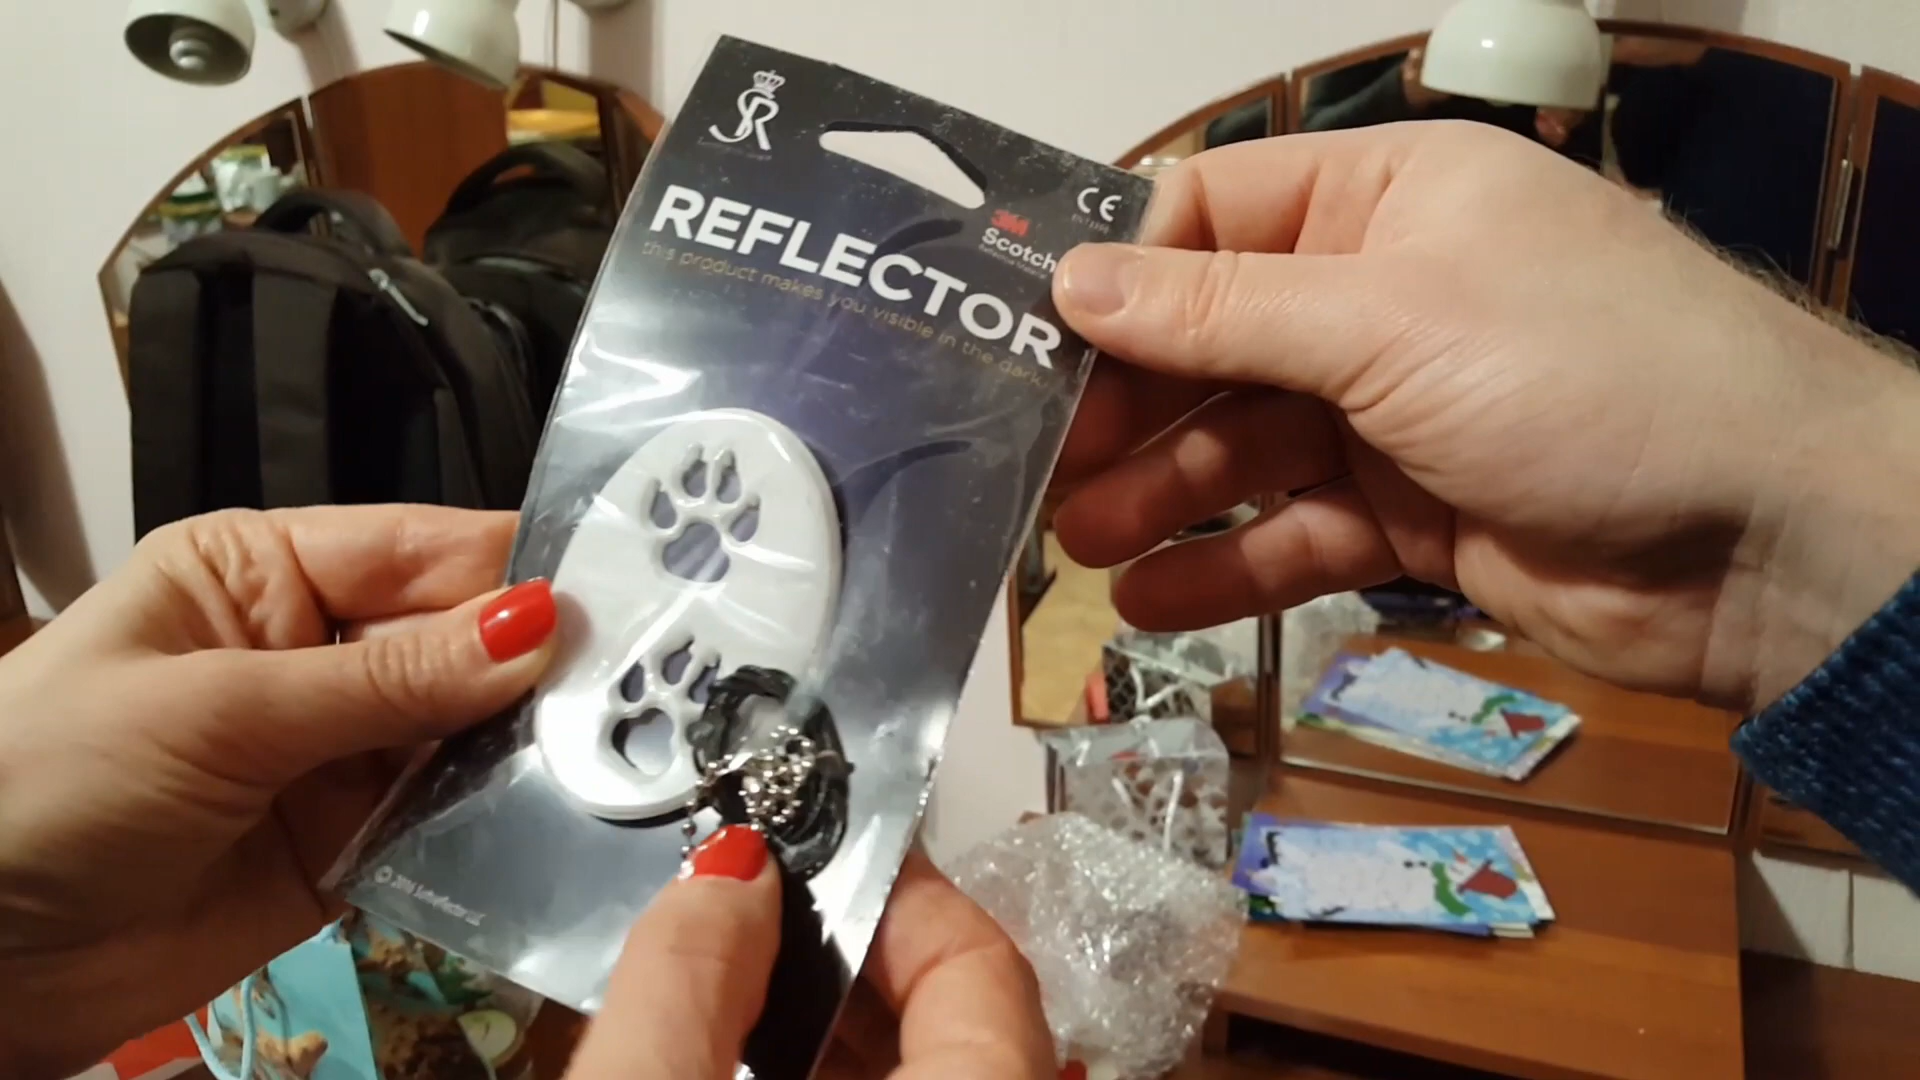 SR
CE
3M
Scotch
REFLECTOR
this product makes you visible in the dark